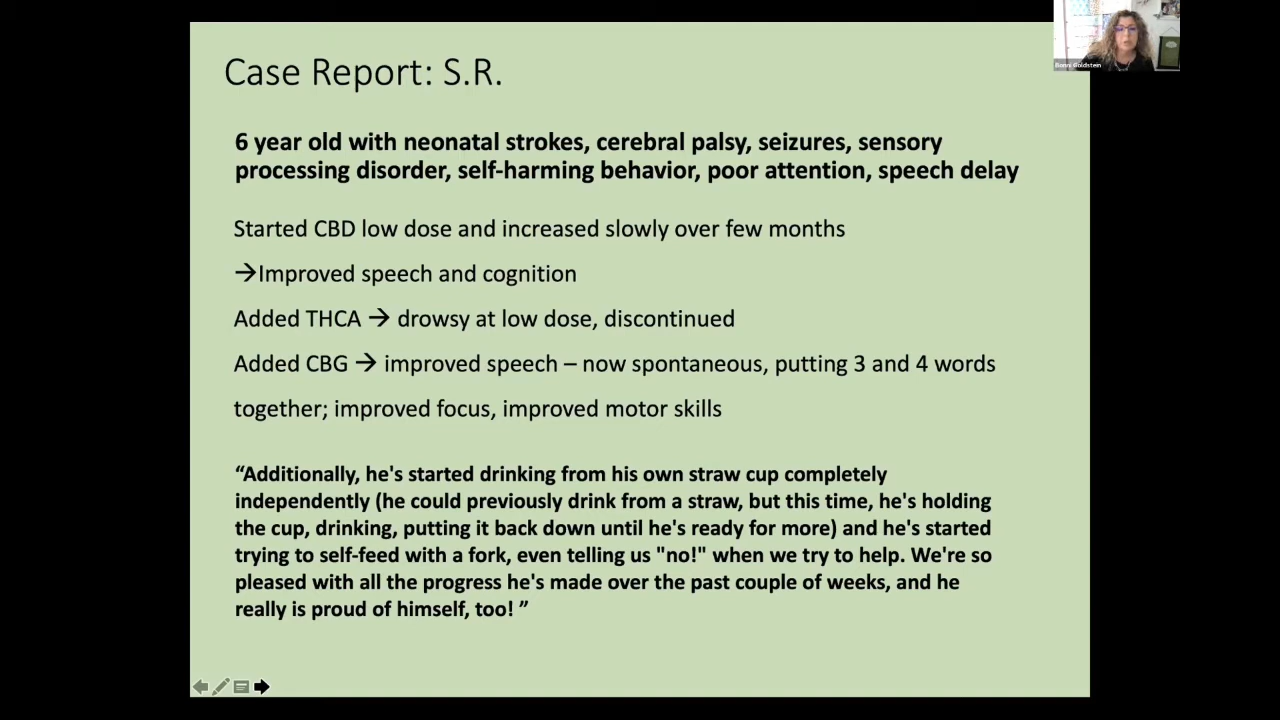 Case Report: S.R.
Bonni Goldstein
6 year old with neonatal strokes, cerebral palsy, seizures, sensory
processing disorder, self-harming behavior, poor attention, speech delay
Started CBD low dose and increased slowly over few months
→Improved speech and cognition
Added THCA → drowsy at low dose, discontinued
Added CBG → improved speech – now spontaneous, putting 3 and 4 words
together; improved focus, improved motor skills
“Additionally, he's started drinking from his own straw cup completely
independently (he could previously drink from a straw, but this time, he's holding
the cup, drinking, putting it back down until he's ready for more) and he's started
trying to self-feed with a fork, even telling us "no!" when we try to help. We're so
pleased with all the progress he's made over the past couple of weeks, and he
really is proud of himself, too! ”